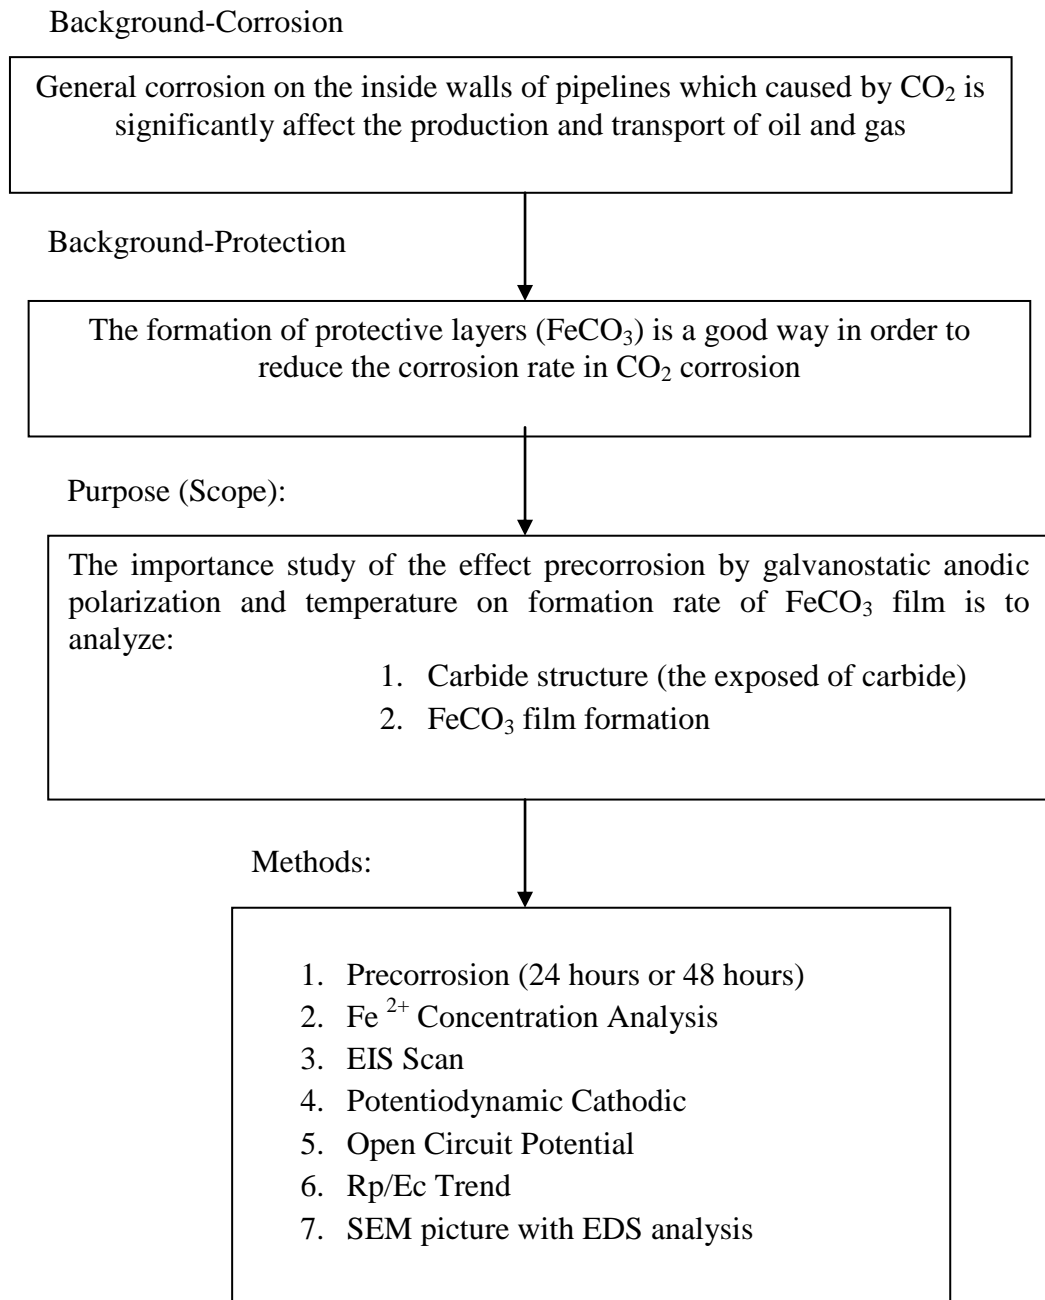 Background-Corrosion
General corrosion on the inside walls of pipelines which caused by CO₂ is
significantly affect the production and transport of oil and gas
Background-Protection
The formation of protective layers (FeCO₃) is a good way in order to
reduce the corrosion rate in CO₂ corrosion
Purpose (Scope):
The importance study of the effect precorrosion by galvanostatic anodic
polarization and temperature on formation rate of FeCO₃ film is to
analyze:
1. Carbide structure (the exposed of carbide)
2. FeCO₃ film formation
Methods:
1. Precorrosion (24 hours or 48 hours)
2. Fe ²⁺ Concentration Analysis
3. EIS Scan
4. Potentiodynamic Cathodic
5. Open Circuit Potential
6. Rp/Ec Trend
7. SEM picture with EDS analysis